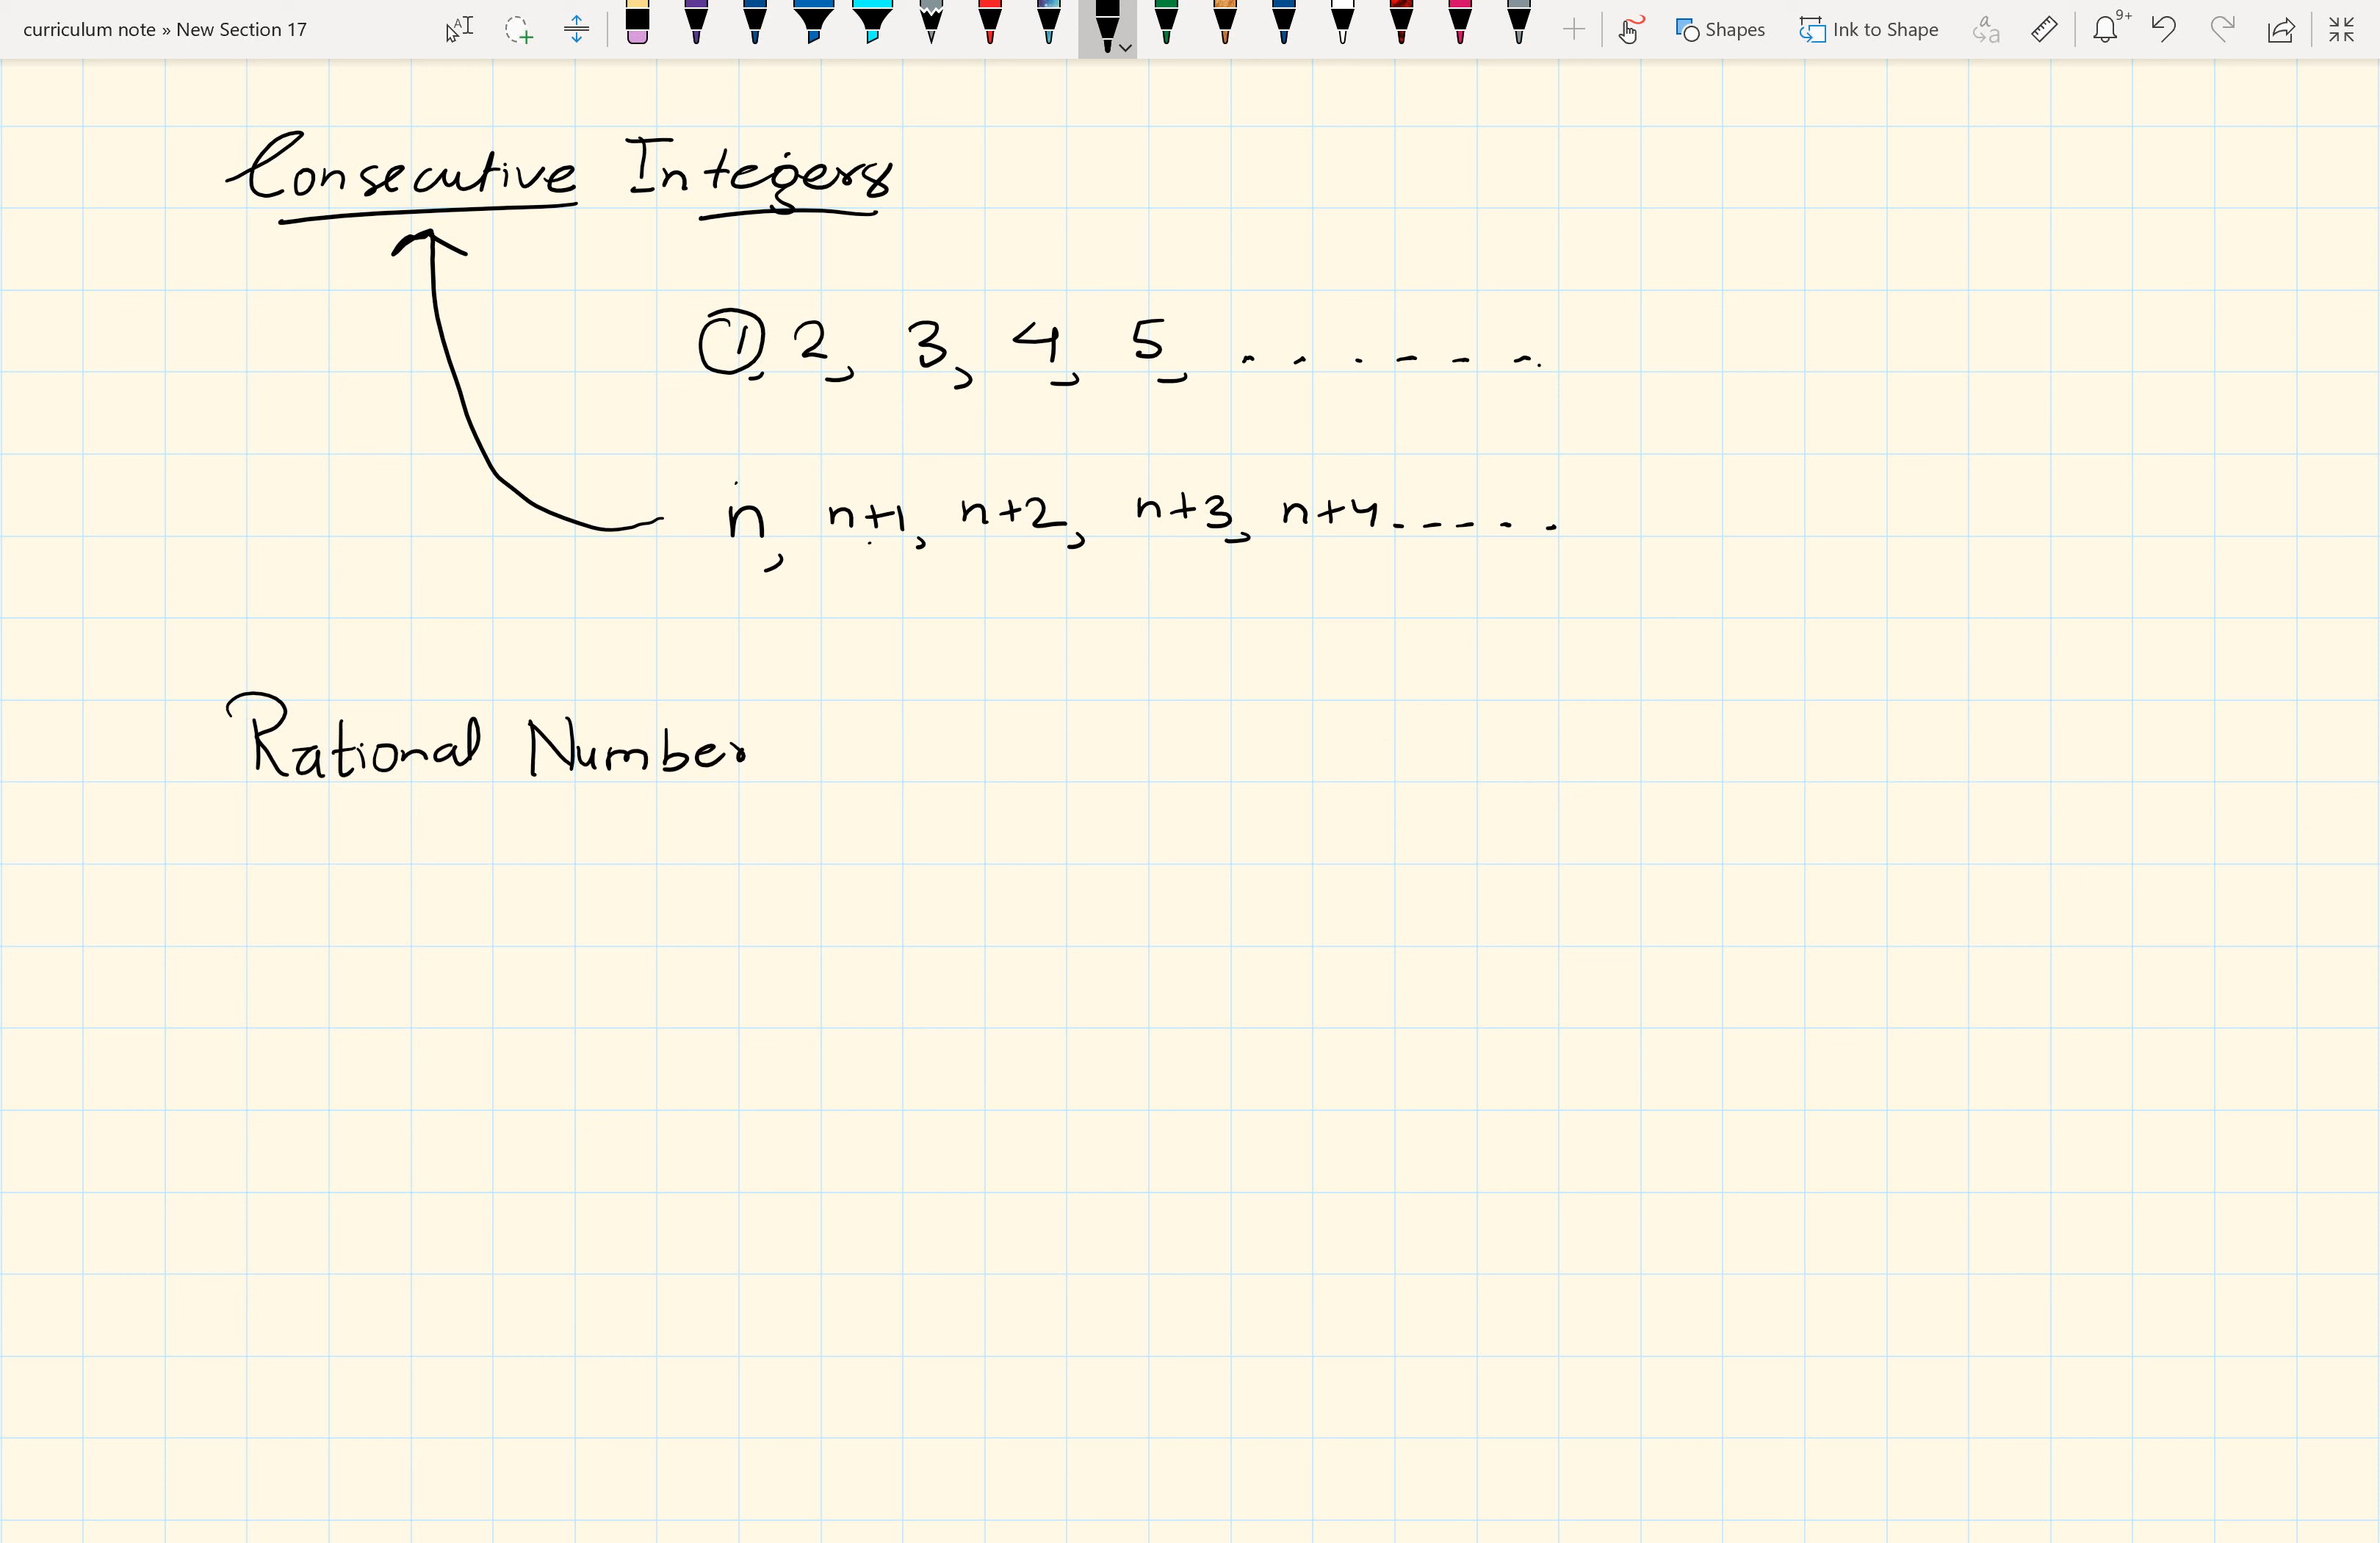 curriculum note » New Section 17
Shapes
Ink to Shape
9+
Consecutive Integers
1, 2, 3, 4, 5, . . . - - -.
n, n+1, n+2, n+3, n+4 - - - - .
Rational Number